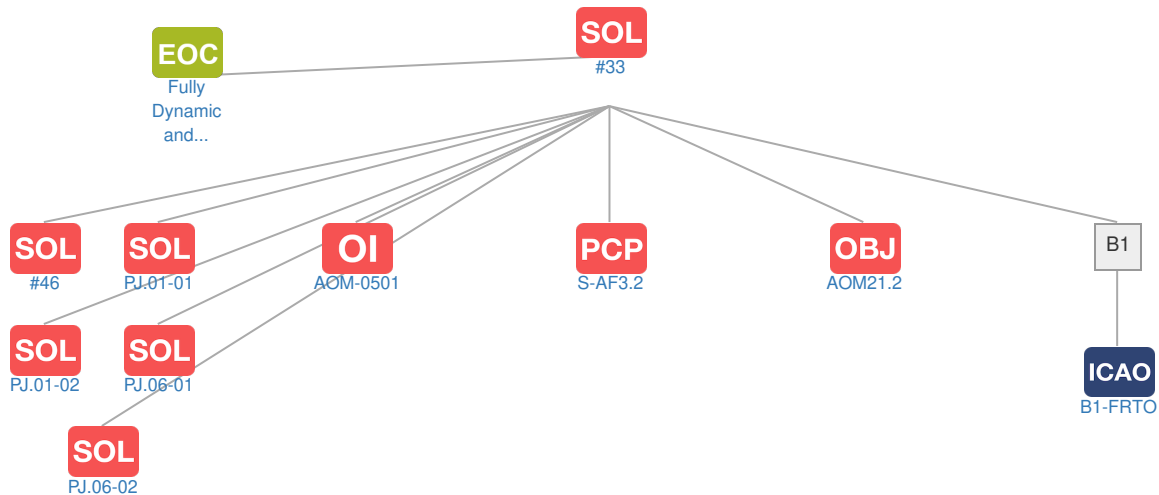 SOL
#33
EOC
Fully
Dynamic
and...
SOL
#46
SOL
PJ.01-01
OI
AOM-0501
PCP
S-AF3.2
OBJ
AOM21.2
B1
SOL
PJ.01-02
SOL
PJ.06-01
ICAO
B1-FRTO
SOL
PJ.06-02